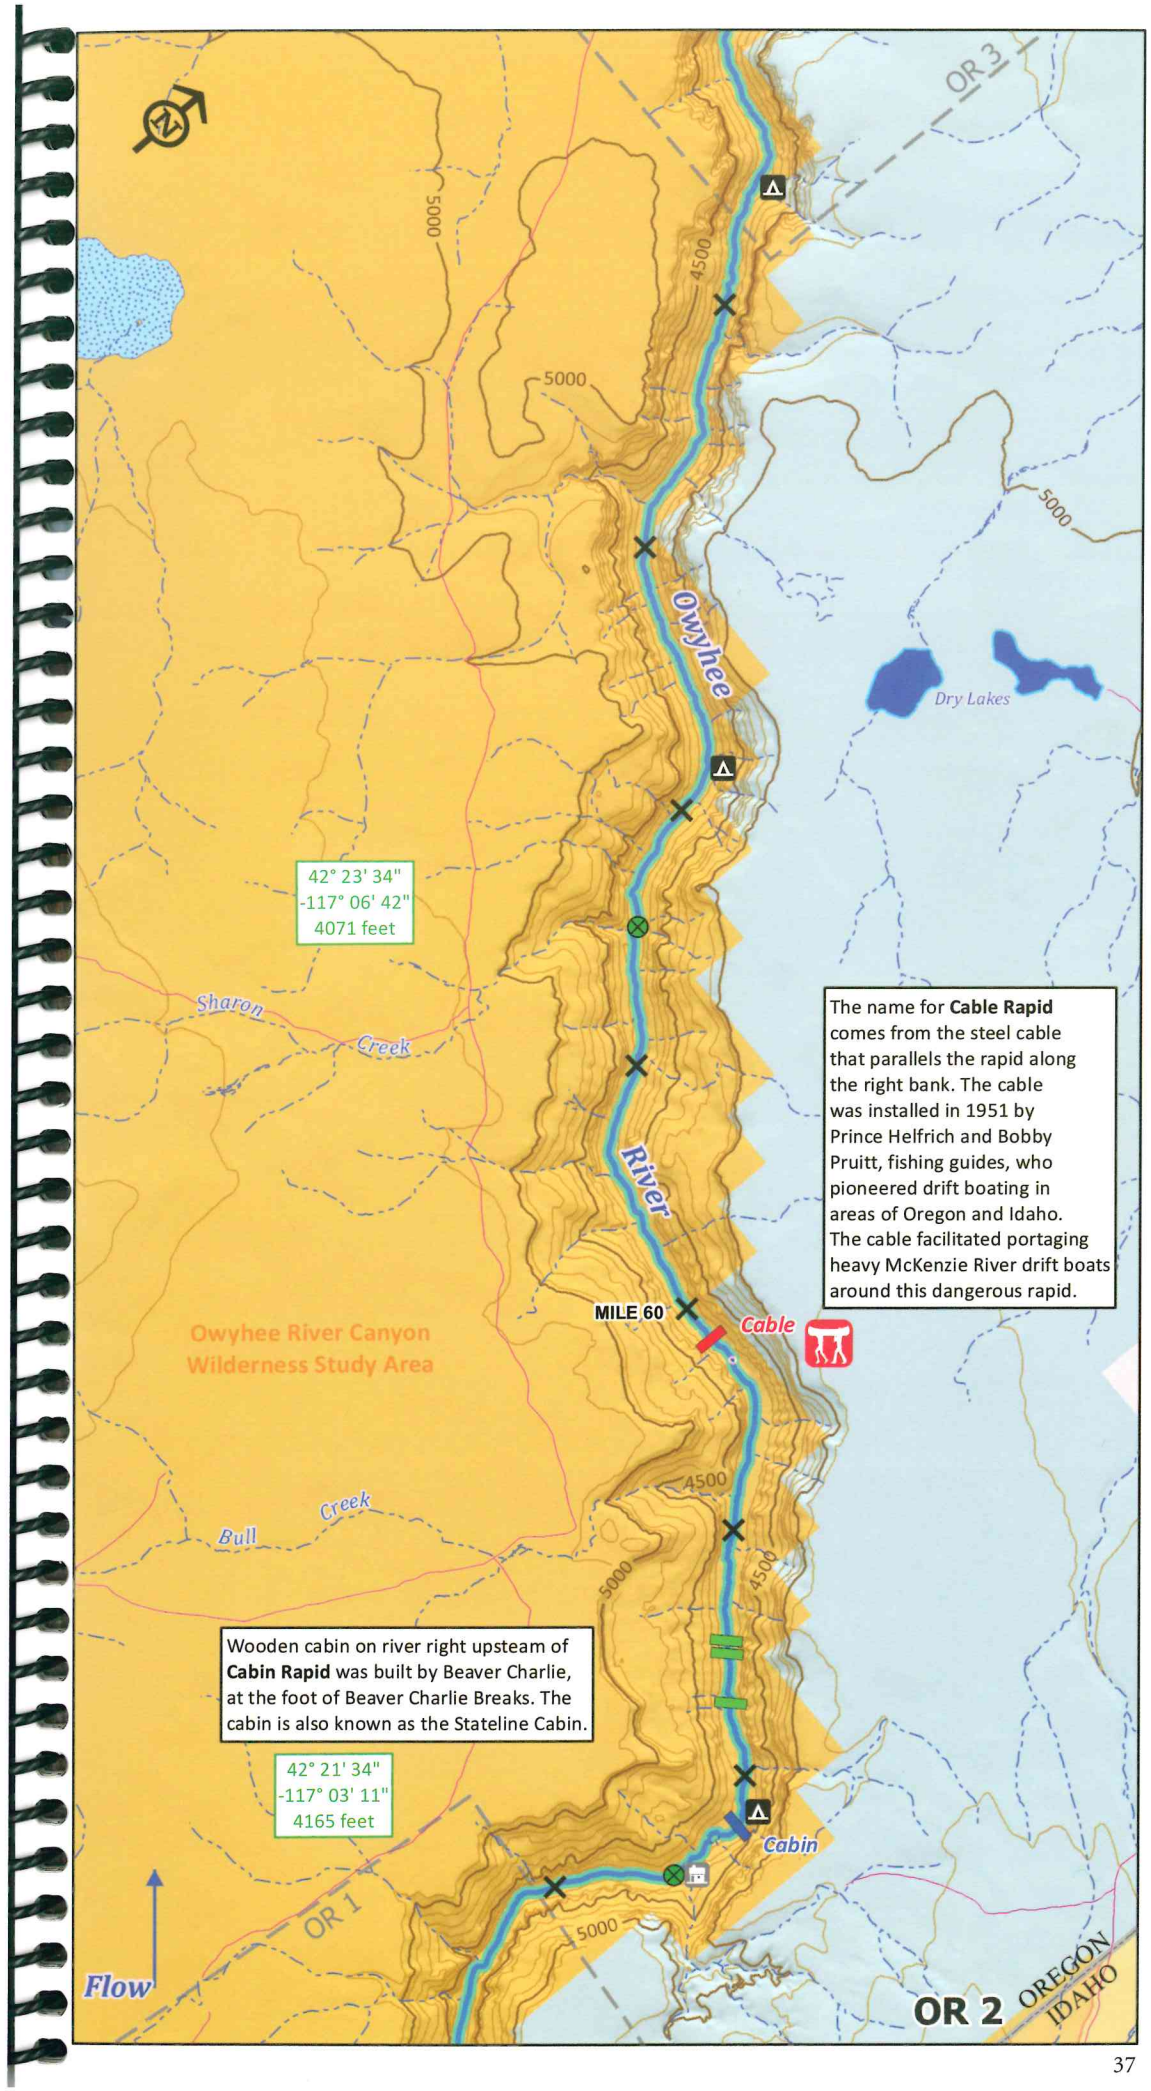 OR 3
N
5000
4500
5000
5000
Owyhee
Dry Lakes
42° 23' 34"
-117° 06' 42"
4071 feet
Sharon
Creek
The name for Cable Rapid
comes from the steel cable
that parallels the rapid along
the right bank. The cable
was installed in 1951 by
Prince Helfrich and Bobby
Pruitt, fishing guides, who
pioneered drift boating in
areas of Oregon and Idaho.
The cable facilitated portaging
heavy McKenzie River drift boats
around this dangerous rapid.
River
MILE 60
Cable
Owyhee River Canyon
Wilderness Study Area
4500
Creek
Bull
4500
5000
Wooden cabin on river right upsteam of
Cabin Rapid was built by Beaver Charlie,
at the foot of Beaver Charlie Breaks. The
cabin is also known as the Stateline Cabin.
42° 21' 34"
-117° 03' 11"
4165 feet
Cabin
OR 1
5000
Flow
OREGON
IDAHO
OR 2
37